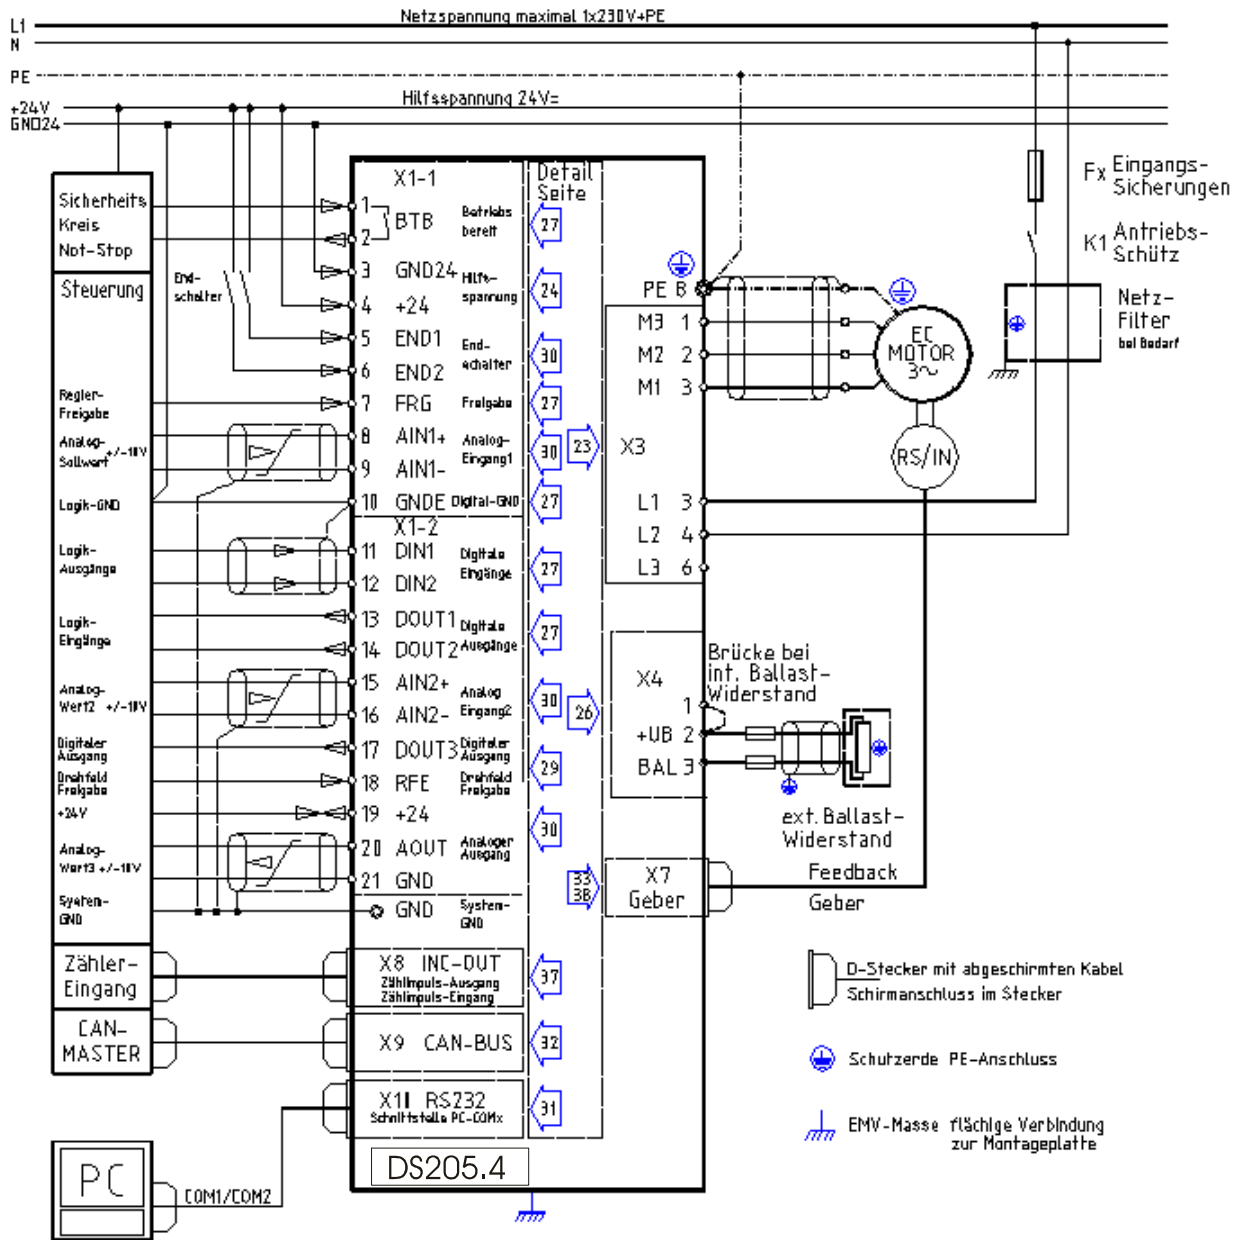 Netzspannung maximal 1x230V+PE
L1
N
PE
+24V
Hilfsspannung 24V=
GND24
Sicherheits
Kreis
Not-Stop
Steuerung
End-
schalter
Regler-
Freigabe
Analog-
Sollwert +/-10V
Logik-GND
Logik-
Ausgänge
Logik-
Eingänge
Analog-
Wert2 +/-10V
Digitaler
Ausgang
Drehfeld
Freigabe
+24V
Analog-
Wert3 +/-10V
System-
GND
Zähler-
Eingang
CAN-
MASTER
PC
COM1/COM2
X1-1
Detail
Seite
1
BTB
Betriebs
bereit
27
2
3 GND24
Hilfs-
spannung
24
4 +24
5 END1
End-
schalter
30
6 END2
7 FRG Freigabe 27
8 AIN1+
Analog-
Eingang1
30
9 AIN1-
10 GNDE Digital-GND 27
X1-2
11 DIN1
Digitale
Eingänge
27
12 DIN2
13 DOUT1
Digitale
Ausgänge
27
14 DOUT2
15 AIN2+
Analog
Eingang2
30
16 AIN2-
17 DOUT3 Digitaler
Ausgang
29
18 RFE Drehfeld
Freigabe
19 +24
30
20 AOUT Analoger
Ausgang
21 GND
GND System-
GND
X8 INC-OUT
Zählimpuls-Ausgang
Zählimpuls-Eingang
37
X9 CAN-BUS 32
X11 RS232
Schnittstelle PC-COMx
31
DS205.4
23
26
33
38
PE 8
M3 1
M2 2
M1 3
X3
L1 3
L2 4
L3 6
X4
1
+UB 2
BAL 3
X7
Geber
EC
MOTOR
3~
RS/IN
Fx Eingangs-
Sicherungen
K1 Antriebs-
Schütz
Netz-
Filter
bei Bedarf
Brücke bei
int. Ballast-
Widerstand
ext. Ballast-
Widerstand
Feedback
Geber
D-Stecker mit abgeschirmten Kabel
Schirmanschluss im Stecker
Schutzerde PE-Anschluss
EMV-Masse flächige Verbindung
zur Montageplatte